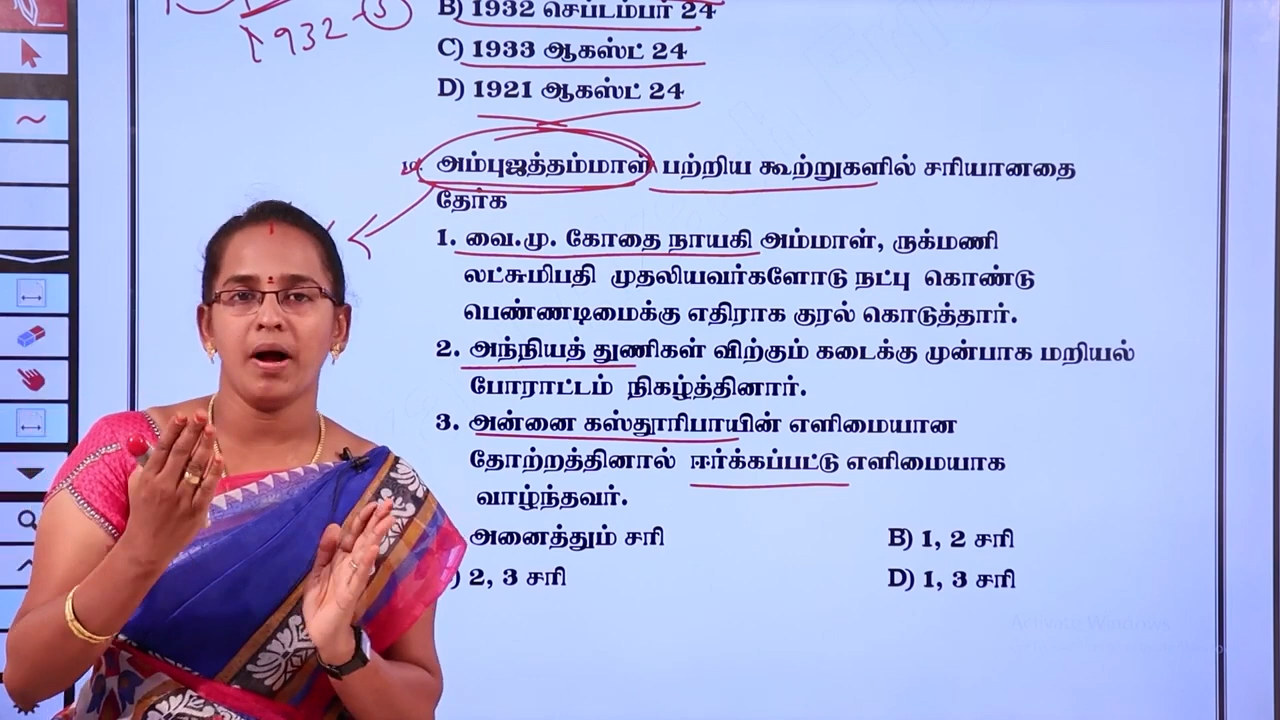 1932 - 5
B) 1932 செப்டம்பர் 24
C) 1933 ஆகஸ்ட் 24
D) 1921 ஆகஸ்ட் 24
அம்புஜத்தம்மாள் பற்றிய கூற்றுகளில் சரியானதை
தேர்க
1. வை.மு. கோதை நாயகி அம்மாள், ருக்மணி
லட்சுமிபதி முதலியவர்களோடு நட்பு கொண்டு
பெண்ணடிமைக்கு எதிராக குரல் கொடுத்தார்.
2. அந்நியத் துணிகள் விற்கும் கடைக்கு முன்பாக மறியல்
போராட்டம் நிகழ்த்தினார்.
3. அன்னை கஸ்தூரிபாயின் எளிமையான
தோற்றத்தினால் ஈர்க்கப்பட்டு எளிமையாக
வாழ்ந்தவர்.
அனைத்தும் சரி B) 1, 2 சரி
) 2, 3 சரி D) 1, 3 சரி
Activate Windows